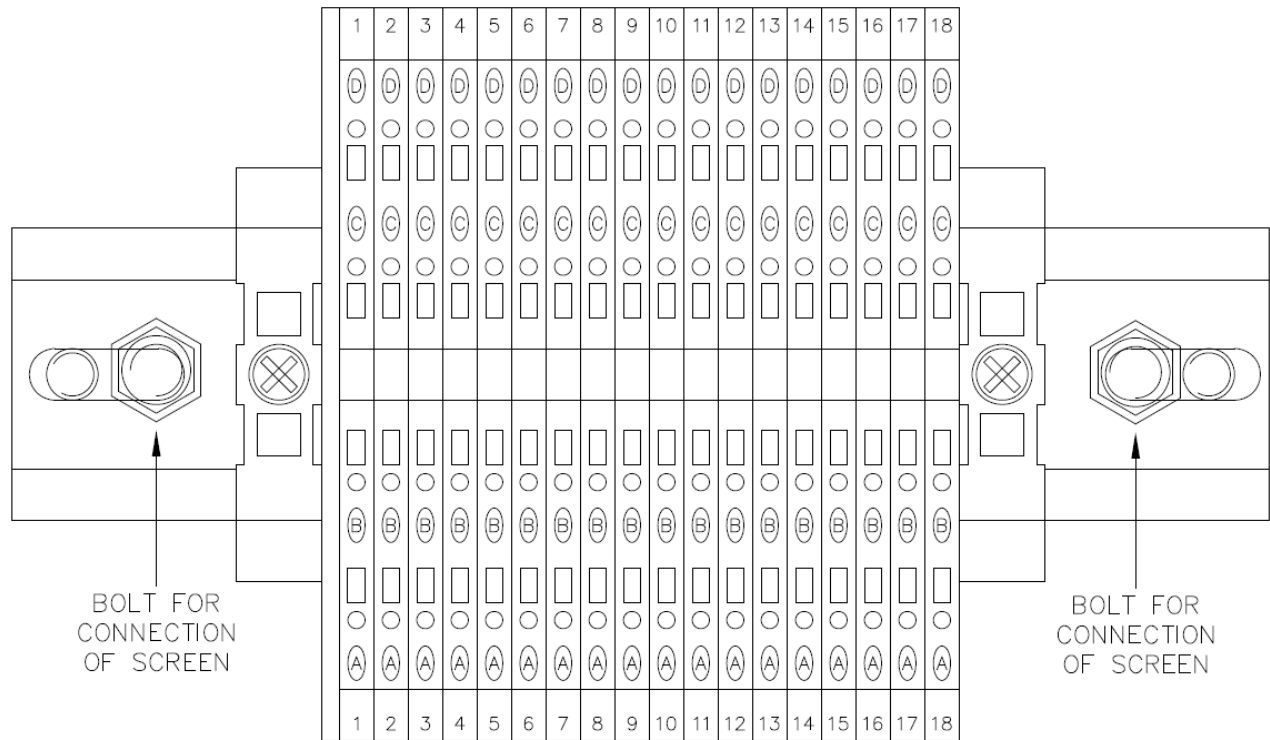 1 2 3 4 5 6 7 8 9 10 11 12 13 14 15 16 17 18
D D D D D D D D D D D D D D D D D D
C C C C C C C C C C C C C C C C C C
B B B B B B B B B B B B B B B B B B
A A A A A A A A A A A A A A A A A A
1 2 3 4 5 6 7 8 9 10 11 12 13 14 15 16 17 18
BOLT FOR
CONNECTION
OF SCREEN
BOLT FOR
CONNECTION
OF SCREEN